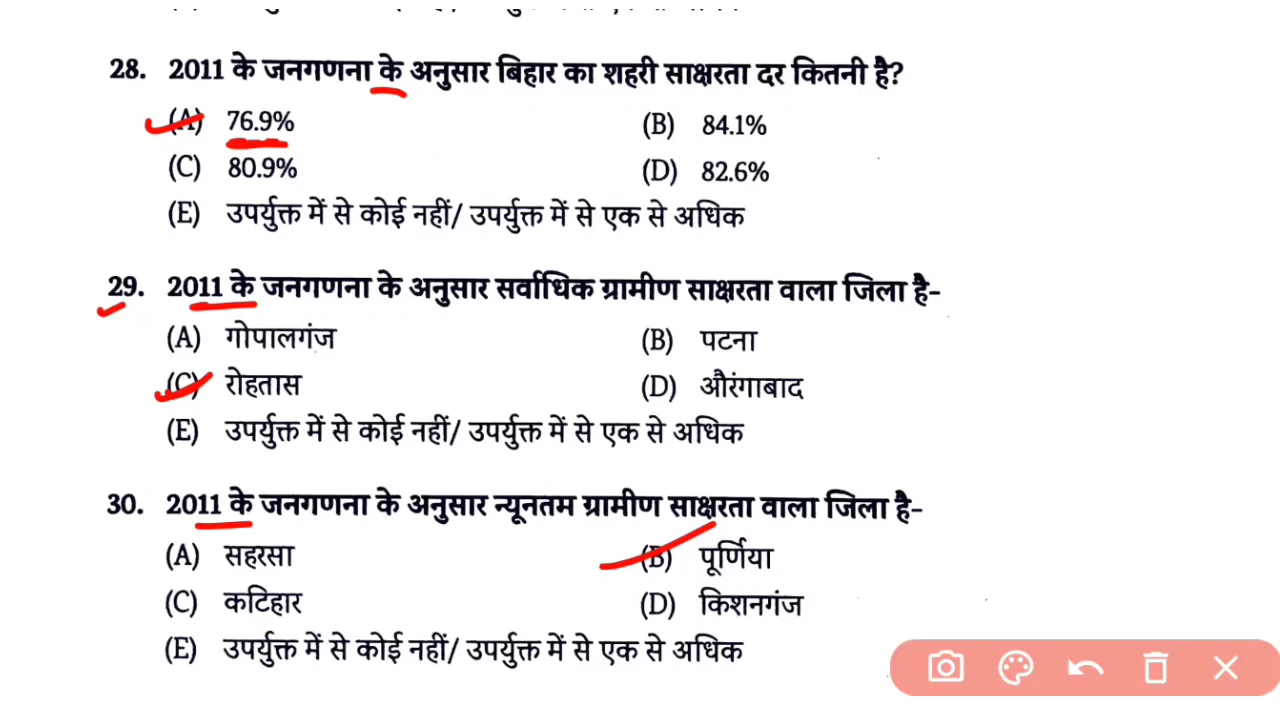 28. 2011 के जनगणना के अनुसार बिहार का शहरी साक्षरता दर कितनी है?
(A) 76.9% (B) 84.1%
(C) 80.9% (D) 82.6%
(E) उपर्युक्त में से कोई नहीं/ उपर्युक्त में से एक से अधिक
29. 2011 के जनगणना के अनुसार सर्वाधिक ग्रामीण साक्षरता वाला जिला है-
(A) गोपालगंज (B) पटना
(C) रोहतास (D) औरंगाबाद
(E) उपर्युक्त में से कोई नहीं/ उपर्युक्त में से एक से अधिक
30. 2011 के जनगणना के अनुसार न्यूनतम ग्रामीण साक्षरता वाला जिला है-
(A) सहरसा (B) पूर्णिया
(C) कटिहार (D) किशनगंज
(E) उपर्युक्त में से कोई नहीं/ उपर्युक्त में से एक से अधिक